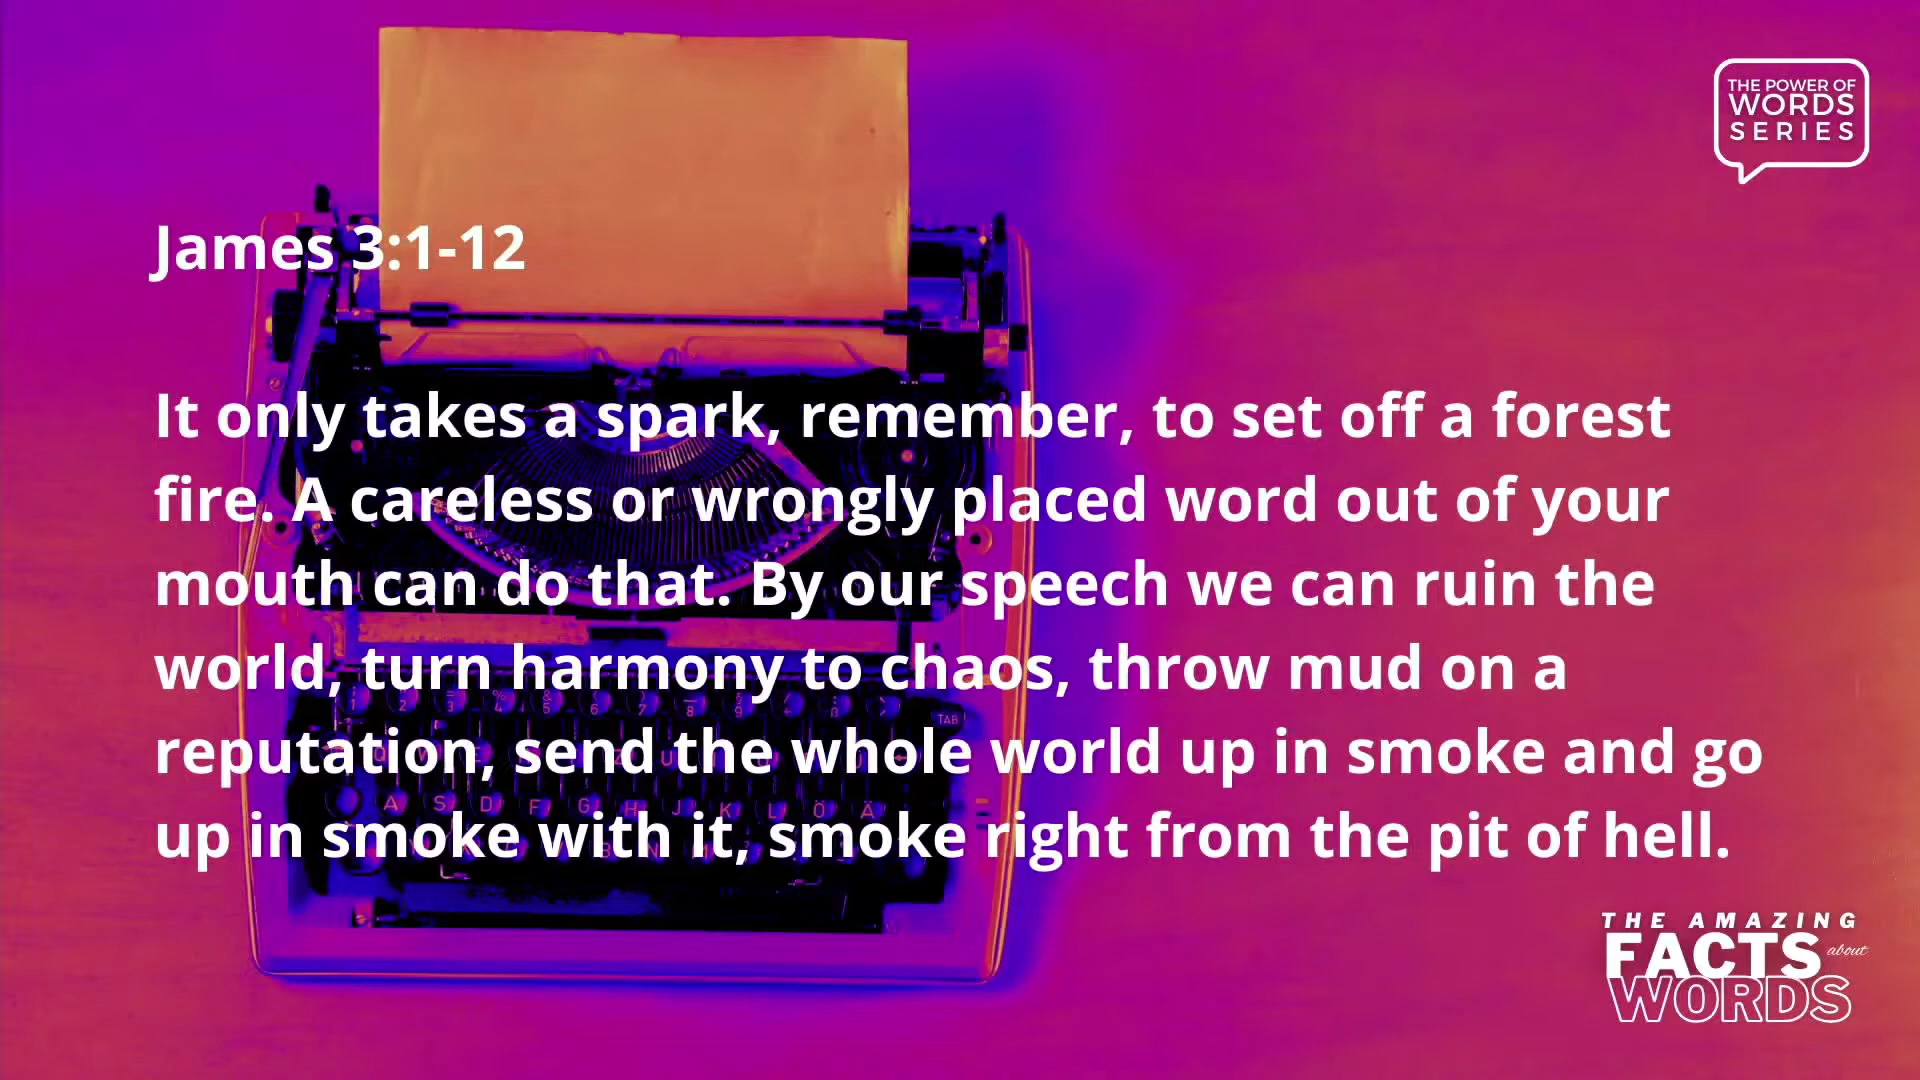 THE POWER OF
WORDS
SERIES
James 3:1-12
It only takes a spark, remember, to set off a forest
fire. A careless or wrongly placed word out of your
mouth can do that. By our speech we can ruin the
world, turn harmony to chaos, throw mud on a
reputation, send the whole world up in smoke and go
up in smoke with it, smoke right from the pit of hell.
TAB
A S D F G H J K L Ö Ä
THE AMAZING
FACTS about
WORDS